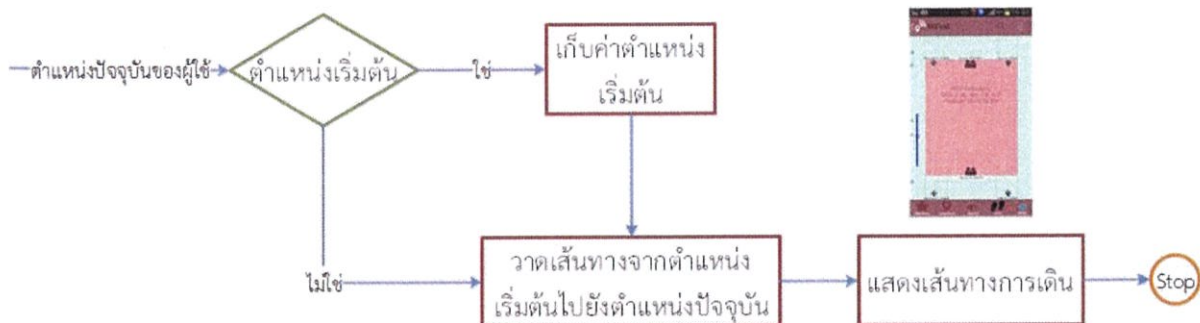 ตำแหน่งปัจจุบันของผู้ใช้
ตำแหน่งเริ่มต้น
ใช่
เก็บค่าตำแหน่ง
เริ่มต้น
ไม่ใช่
วาดเส้นทางจากตำแหน่ง
เริ่มต้นไปยังตำแหน่งปัจจุบัน
แสดงเส้นทางการเดิน
Stop